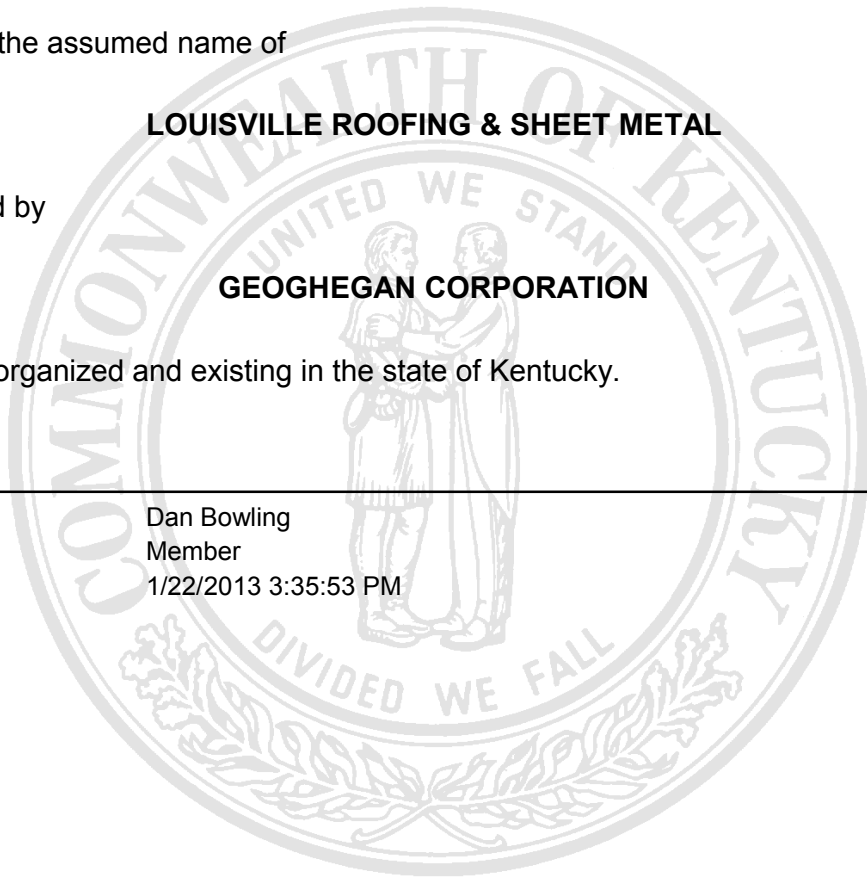 the assumed name of
LOUISVILLE ROOFING & SHEET METAL
by
GEOGHEGAN CORPORATION
organized and existing in the state of Kentucky.
Dan Bowling
Member
1/22/2013 3:35:53 PM
COMMONWEALTH OF KENTUCKY
UNITED WE STAND
DIVIDED WE FALL